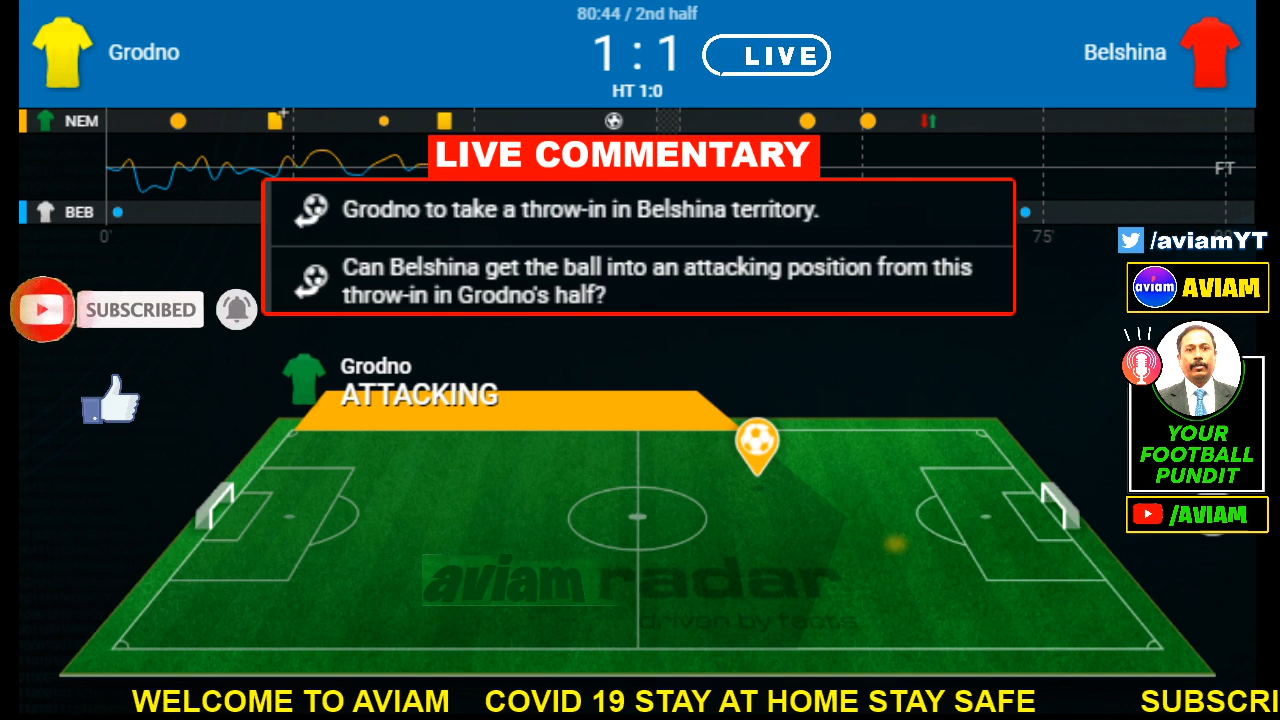 80:44 / 2nd half
Grodno
1 : 1
LIVE
Belshina
HT 1:0
NEM
LIVE COMMENTARY
FT
BEB
0'
75'
Grodno to take a throw-in in Belshina territory.
Can Belshina get the ball into an attacking position from this
throw-in in Grodno's half?
/aviamYT
aviam AVIAM
SUBSCRIBED
Grodno
ATTACKING
YOUR
FOOTBALL
PUNDIT
/AVIAM
aviam radar
driven by facts
WELCOME TO AVIAM COVID 19 STAY AT HOME STAY SAFE SUBSCRI